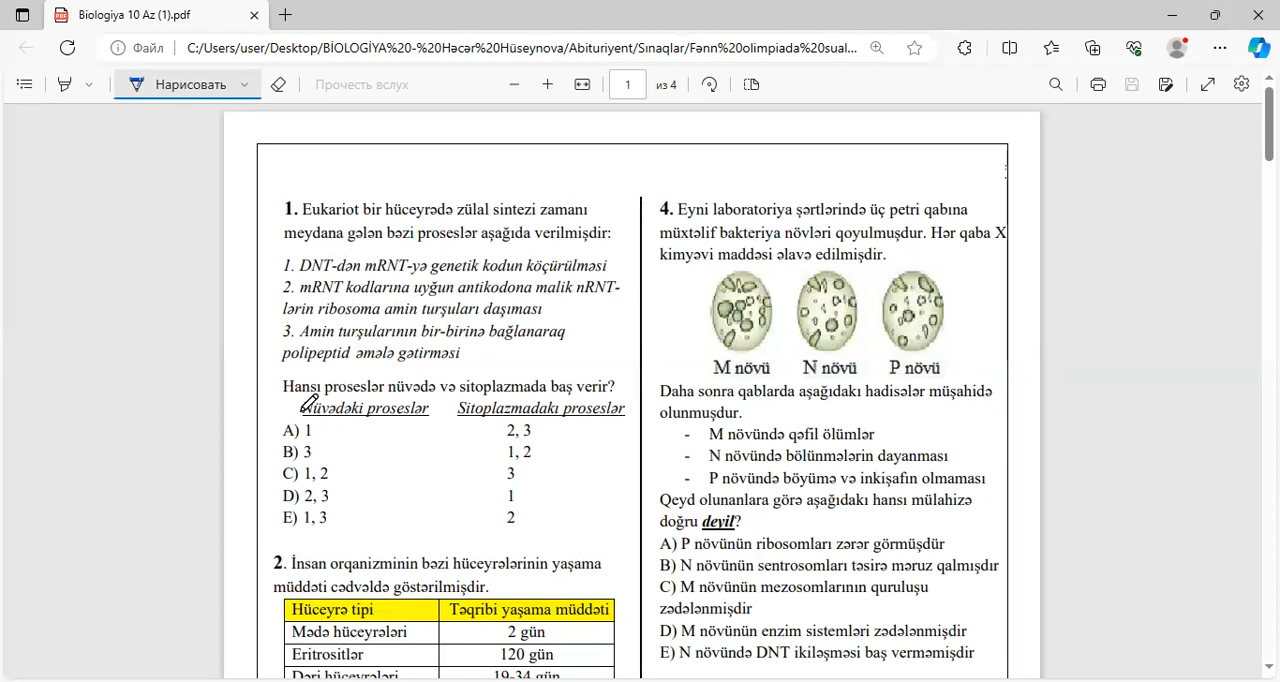 Biologiya 10 Az (1).pdf
Файл
C:/Users/user/Desktop/BİOLOGİYA%20-%20Həcər%20Hüseynova/Abituriyent/Sınaqlar/Fənn%20olimpiada%20sual...
Нарисовать
Прочесть вслух
1
из 4
1. Eukariot bir hüceyrədə zülal sintezi zamanı
meydana gələn bəzi proseslər aşağıda verilmişdir:
1. DNT-dən mRNT-yə genetik kodun köçürülməsi
2. mRNT kodlarına uyğun antikodona malik nRNT-
lərin ribosoma amin turşuları daşıması
3. Amin turşularının bir-birinə bağlanaraq
polipeptid əmələ gətirməsi
Hansı proseslər nüvədə və sitoplazmada baş verir?
Nüvədəki proseslər Sitoplazmadakı proseslər
A) 1 2, 3
B) 3 1, 2
C) 1, 2 3
D) 2, 3 1
E) 1, 3 2
2. İnsan orqanizminin bəzi hüceyrələrinin yaşama
müddəti cədvəldə göstərilmişdir.
Hüceyrə tipi Təqribi yaşama müddəti
Mədə hüceyrələri 2 gün
Eritrositlər 120 gün
Dəri hüceyrələri 19-34 gün
4. Eyni laboratoriya şərtlərində üç petri qabına
müxtəlif bakteriya növləri qoyulmuşdur. Hər qaba X
kimyəvi maddəsi əlavə edilmişdir.
M növü N növü P növü
Daha sonra qablarda aşağıdakı hadisələr müşahidə
olunmuşdur.
- M növündə qəfil ölümlər
- N növündə bölünmələrin dayanması
- P növündə böyümə və inkişafın olmaması
Qeyd olunanlara görə aşağıdakı hansı mülahizə
doğru deyil?
A) P növünün ribosomları zərər görmüşdür
B) N növünün sentrosomları təsirə məruz qalmışdır
C) M növünün mezosomlarının quruluşu
zədələnmişdir
D) M növünün enzim sistemləri zədələnmişdir
E) N növündə DNT ikiləşməsi baş verməmişdir